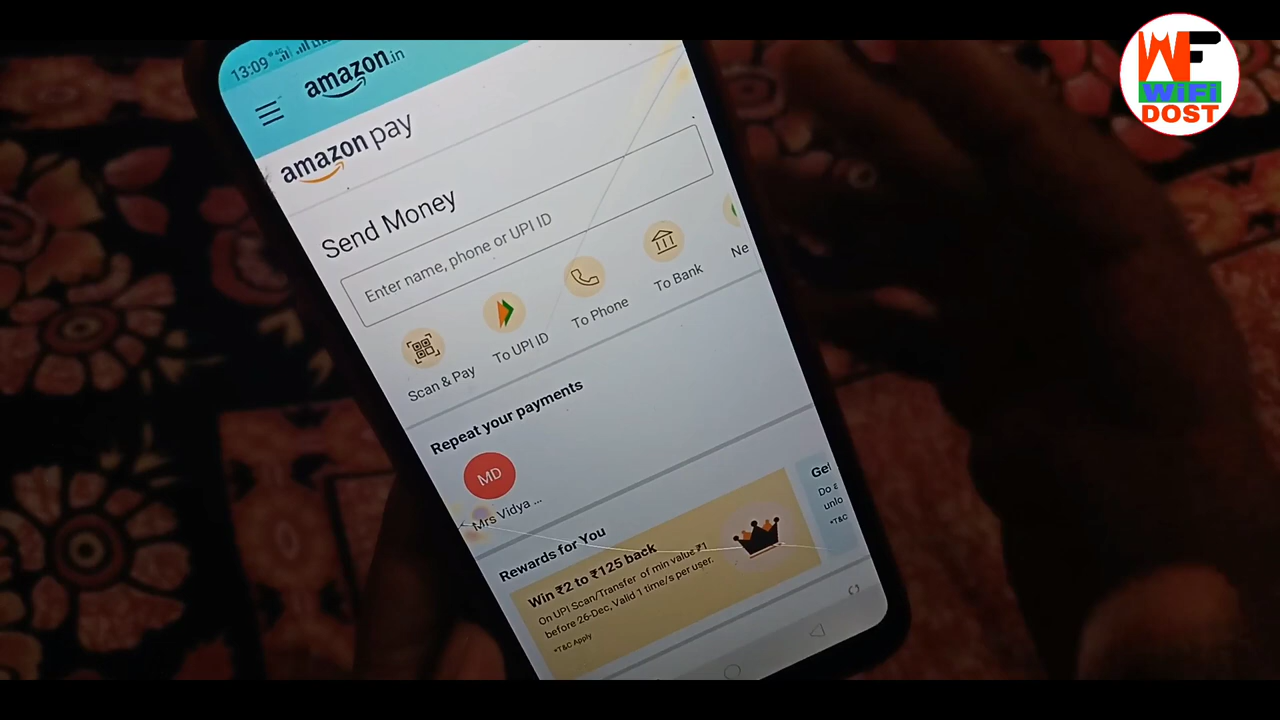 13:09
amazon.in
amazon pay
Send Money
Enter name, phone or UPI ID
Scan & Pay
To UPI ID
To Phone
To Bank
Ne
Repeat your payments
MD
Mrs Vidya ...
Rewards for You
Win ₹2 to ₹125 back
On UPI Scan/Transfer of min value ₹1
before 26-Dec, Valid 1 time/s per user.
*T&C Apply
Get
Do a
unlo
*T&C
WF
WiFi
DOST